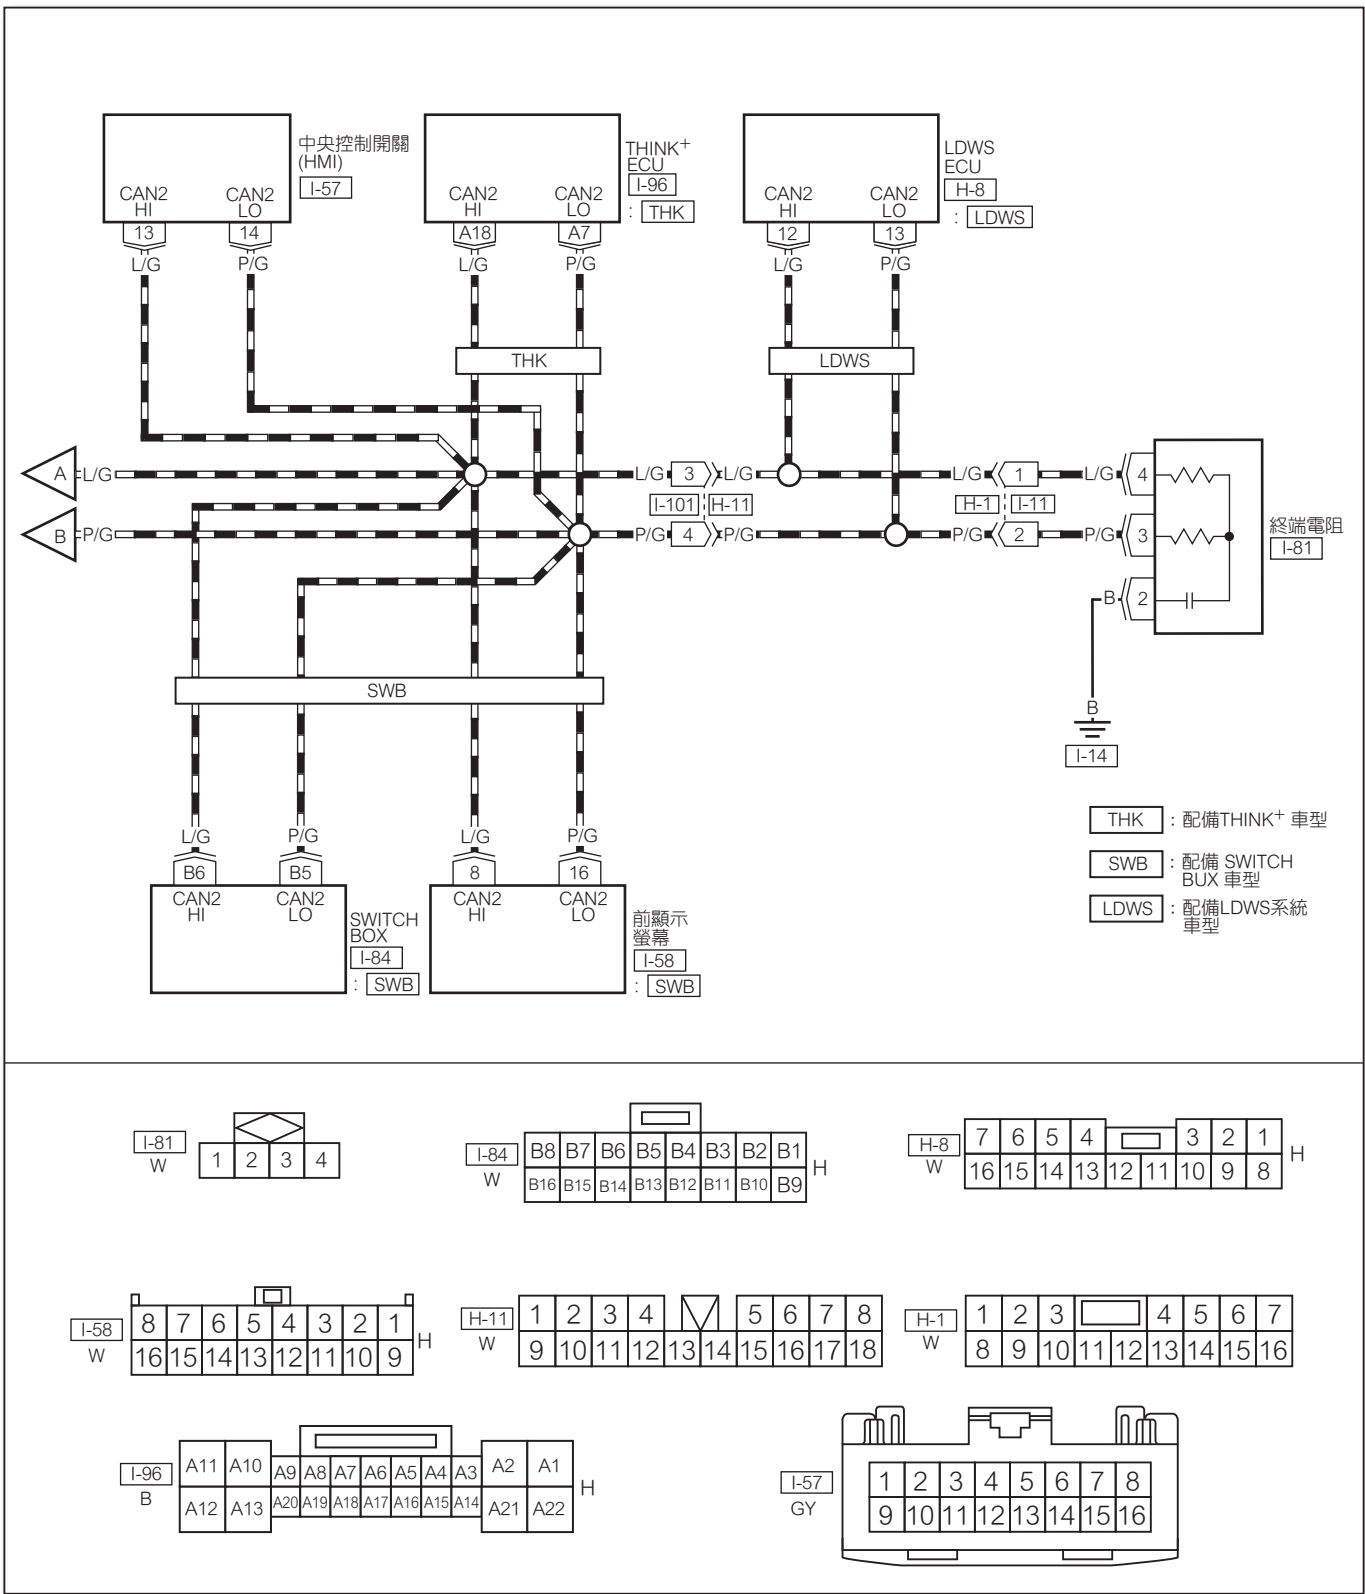 中央控制開關
(HMI)
I-57
CAN2
HI
CAN2
LO
13
14
L/G
P/G
THINK+
ECU
I-96
: THK
CAN2
HI
CAN2
LO
A18
A7
L/G
P/G
LDWS
ECU
H-8
: LDWS
CAN2
HI
CAN2
LO
12
13
L/G
P/G
THK
LDWS
A L/G
L/G 3 L/G
L/G 1 L/G 4
I-101 H-11
H-1 I-11
B P/G
P/G 4 P/G
P/G 2 P/G 3
終端電阻
I-81
B 2
B
I-14
SWB
L/G
P/G
L/G
P/G
B6
B5
8
16
CAN2
HI
CAN2
LO
SWITCH
BOX
I-84
: SWB
CAN2
HI
CAN2
LO
前顯示
螢幕
I-58
: SWB
THK : 配備THINK+ 車型
SWB : 配備 SWITCH
BUX 車型
LDWS : 配備LDWS系統
車型
I-81
W
1 2 3 4
I-84
W
B8 B7 B6 B5 B4 B3 B2 B1
B16 B15 B14 B13 B12 B11 B10 B9
H
H-8
W
7 6 5 4 3 2 1
16 15 14 13 12 11 10 9 8
H
I-58
W
8 7 6 5 4 3 2 1
16 15 14 13 12 11 10 9
H
H-11
W
1 2 3 4 5 6 7 8
9 10 11 12 13 14 15 16 17 18
H-1
W
1 2 3 4 5 6 7
8 9 10 11 12 13 14 15 16
I-96
B
A11 A10 A9 A8 A7 A6 A5 A4 A3 A2 A1
A12 A13 A20 A19 A18 A17 A16 A15 A14 A21 A22
H
I-57
GY
1 2 3 4 5 6 7 8
9 10 11 12 13 14 15 16